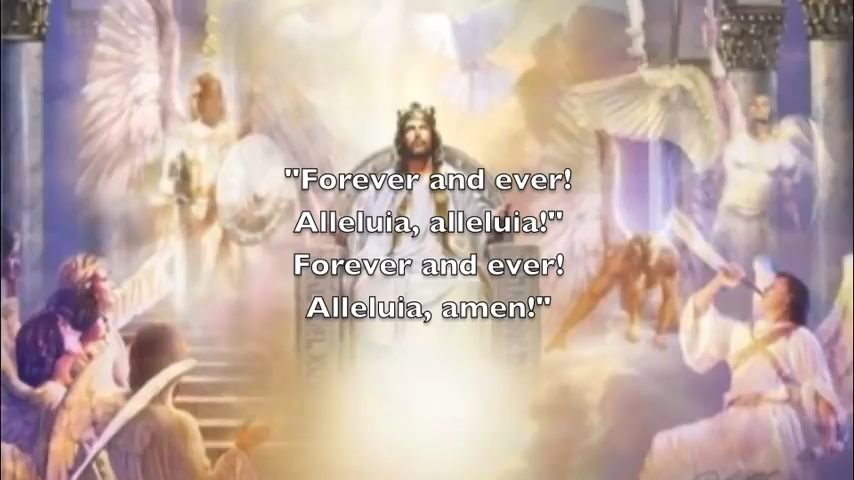 "Forever and ever!
Alleluia, alleluia!"
Forever and ever!
Alleluia, amen!"